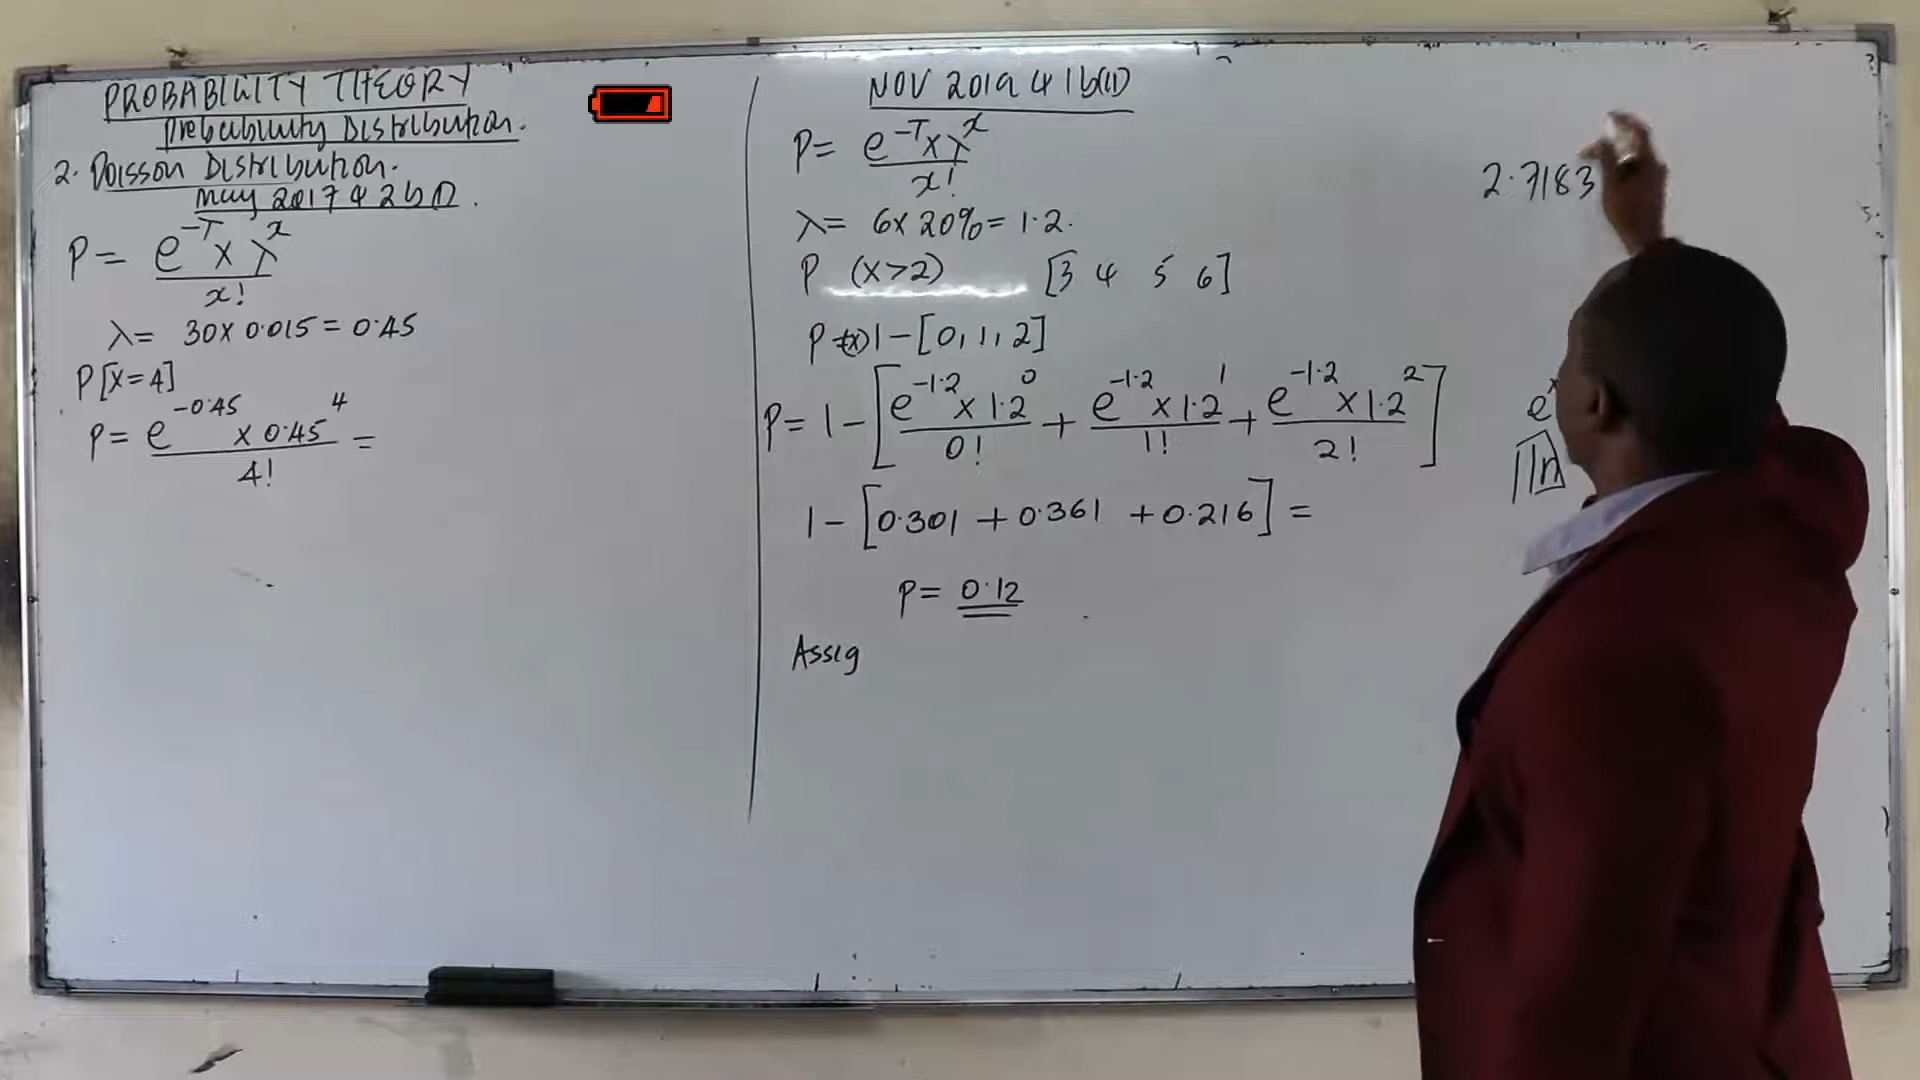 PROBABILITY THEORY
Probability Distribution.
2. Poisson Distribution.
May 2017 Q 2b(I).
P = e^-T x λ^x
x!
λ = 30 x 0.015 = 0.45
P[x=4]
P = e^-0.45 x 0.45^4 =
4!
NOV 2019 Q 1b(II)
P = e^-T x λ^x
x!
λ = 6 x 20% = 1.2.
P (x>2) [3 4 5 6]
P (x) 1 - [0, 1, 2]
P = 1 - [e^-1.2 x 1.2^0 + e^-1.2 x 1.2^1 + e^-1.2 x 1.2^2]
0! 1! 2!
1 - [0.301 + 0.361 + 0.216] =
P = 0.12
Assig
2.7183
e^x
ln